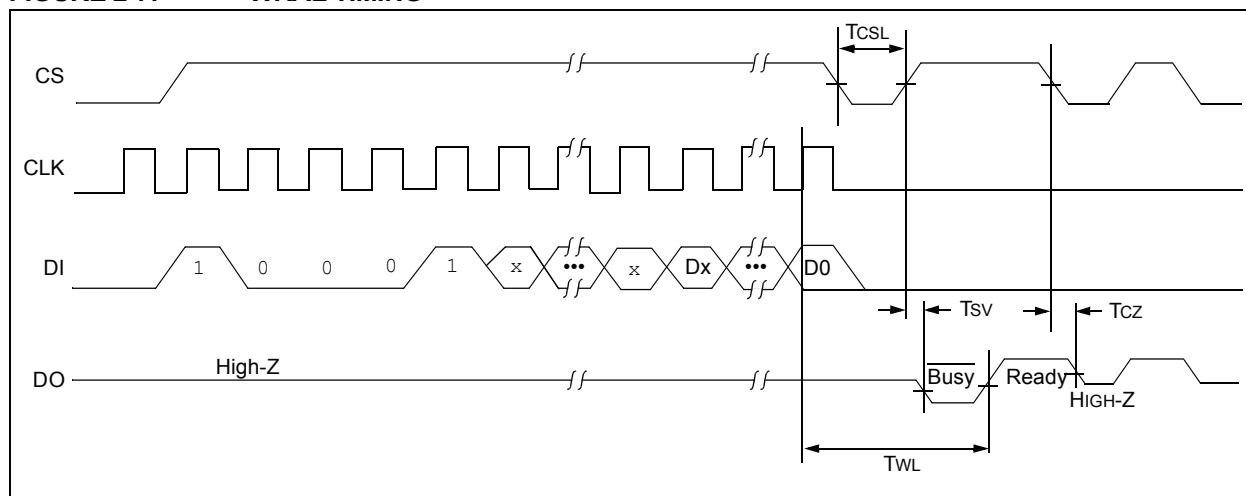 TCSL
CS
CLK
DI 1 0 0 0 1 x ••• x Dx ••• D0
TSV TCZ
High-Z
DO Busy Ready
HIGH-Z
TWL